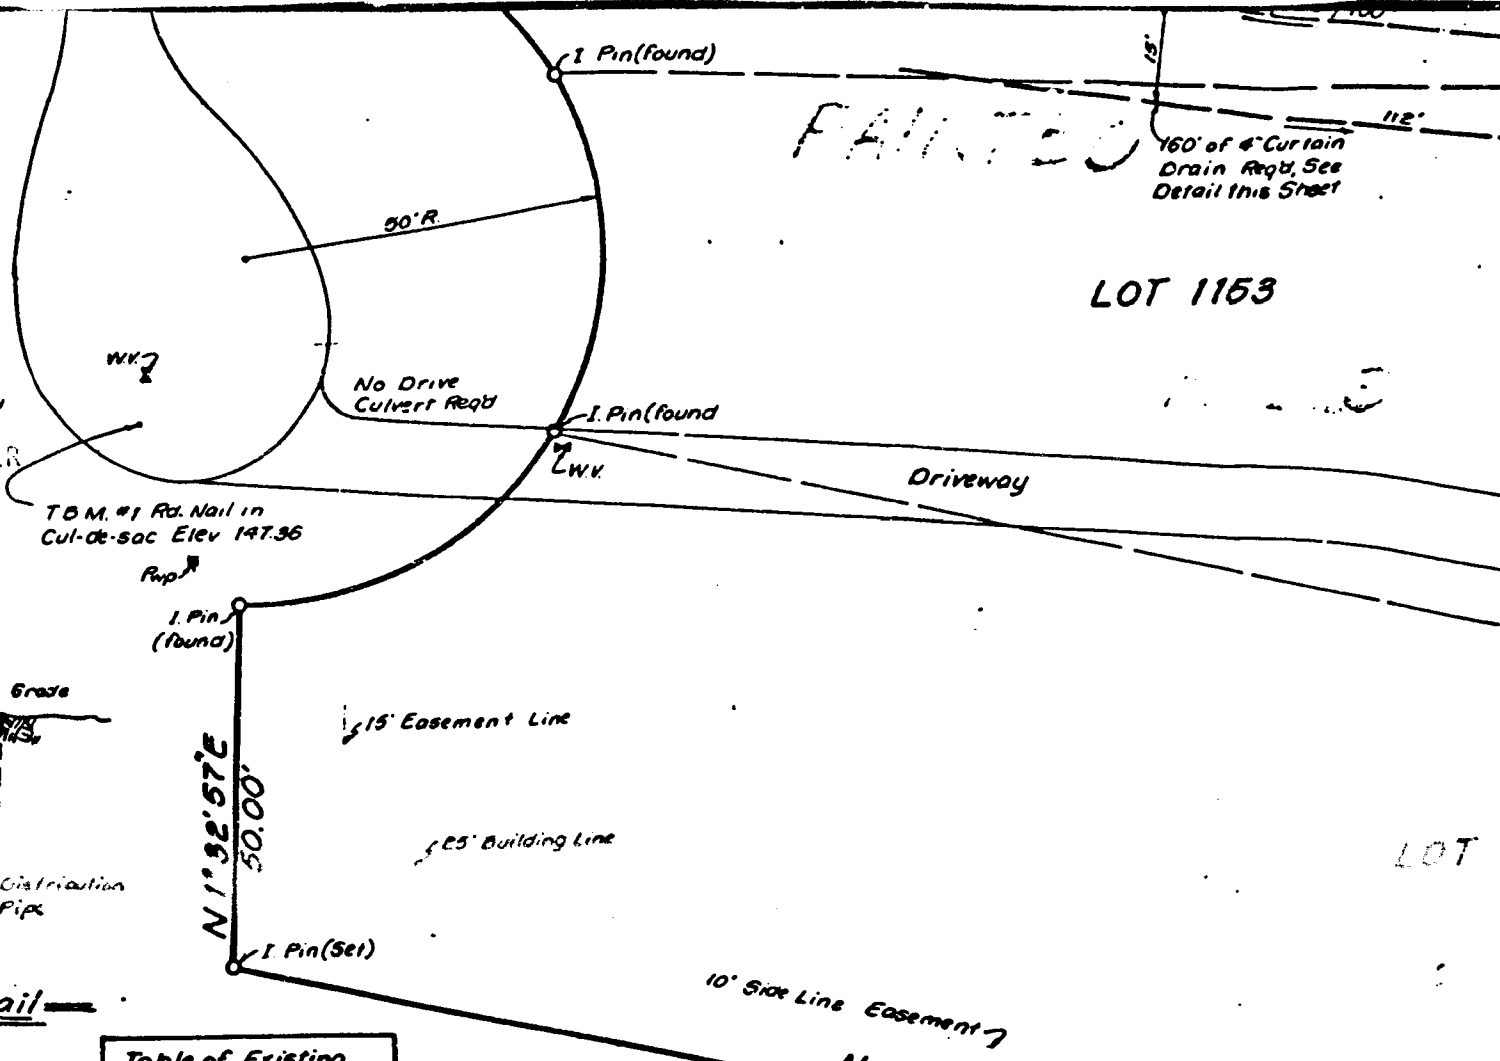 100'
I Pin(found)
15'
112'
160' of 4" Curtain
Drain Req'd, See
Detail this Sheet
50' R.
LOT 1153
W.V.
No Drive
Culvert Req'd
I. Pin(found
W.V.
Driveway
R
T.B.M. #1 Rd. Nail in
Cul-de-sac Elev 147.36
I. Pin
(found)
Grade
15' Easement Line
N 1° 32' 57" E
50.00'
25' Building Line
LOT
Distribution
Pipe
I. Pin(Set)
10' Side Line Easement
ail
Table of Existing